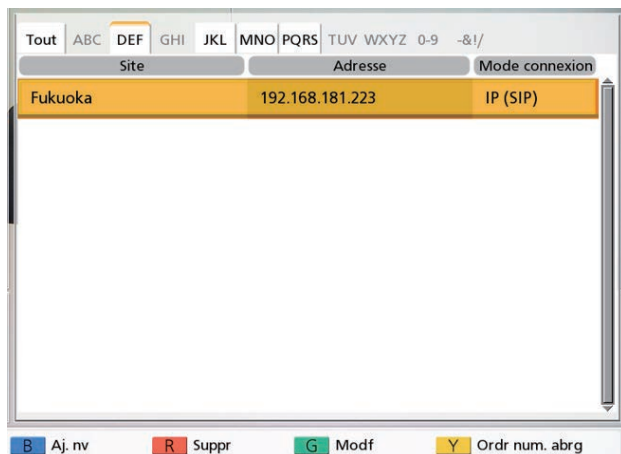 Tout ABC DEF GHI JKL MNO PQRS TUV WXYZ 0-9 -&!/
Site Adresse Mode connexion
Fukuoka 192.168.181.223 IP (SIP)
B Aj. nv R Suppr G Modf Y Ordr num. abrg